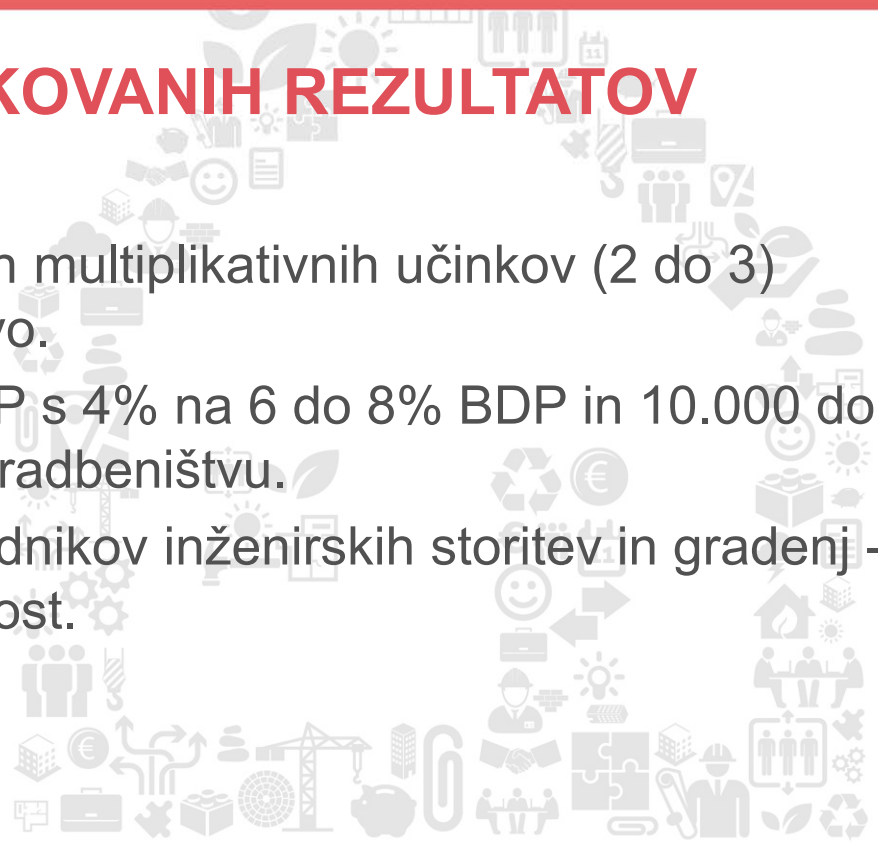 KOVANIH REZULTATOV
multiplikativnih učinkov (2 do 3)
s 4% na 6 do 8% BDP in 10.000 do
radbeništvu.
dnikov inženirskih storitev in gradenj -
ost.